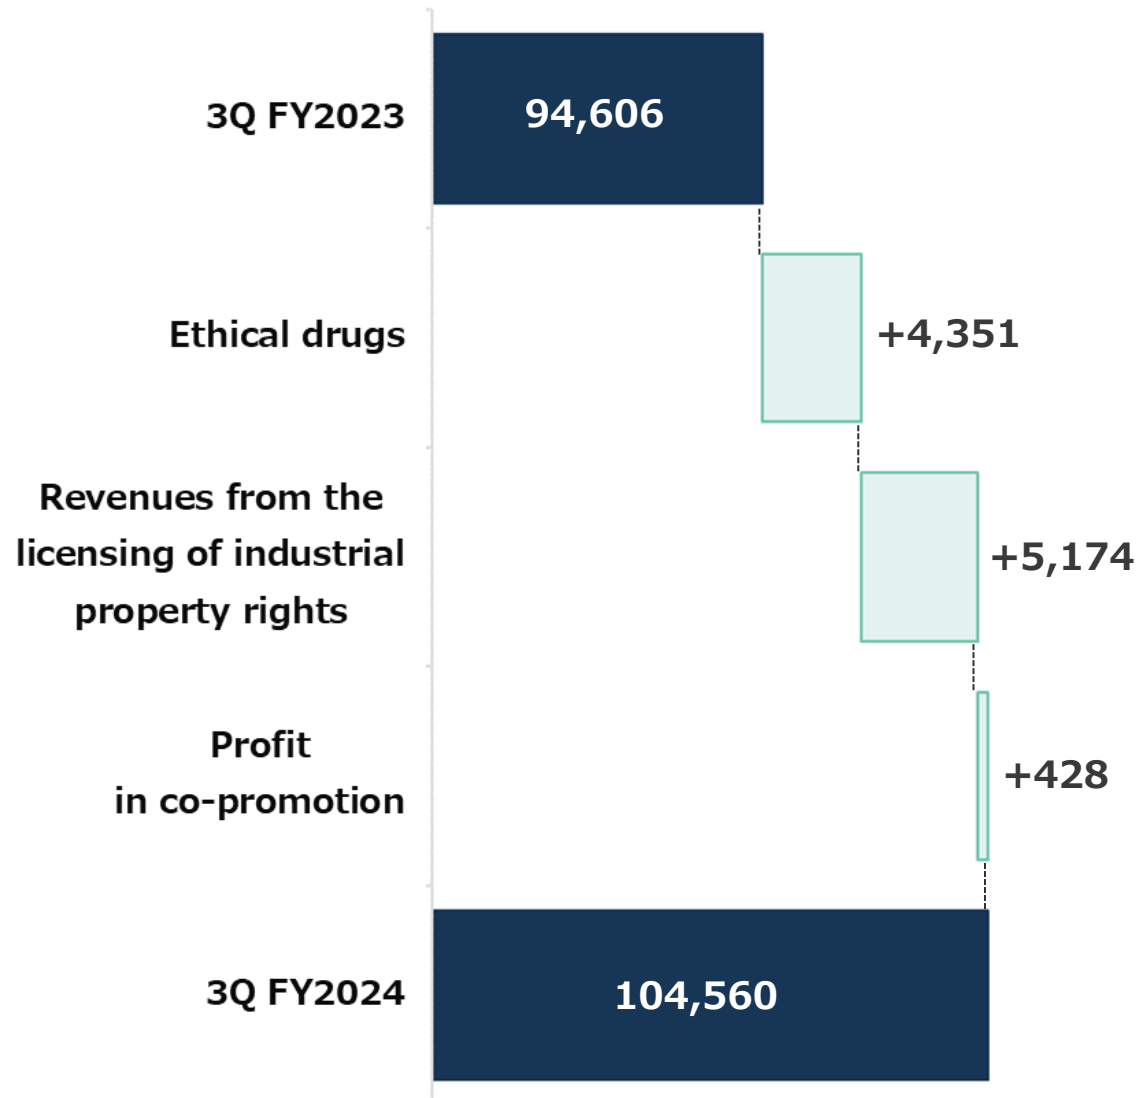 3Q FY2023
94,606
Ethical drugs
+4,351
Revenues from the
licensing of industrial
property rights
+5,174
Profit
in co-promotion
+428
3Q FY2024
104,560